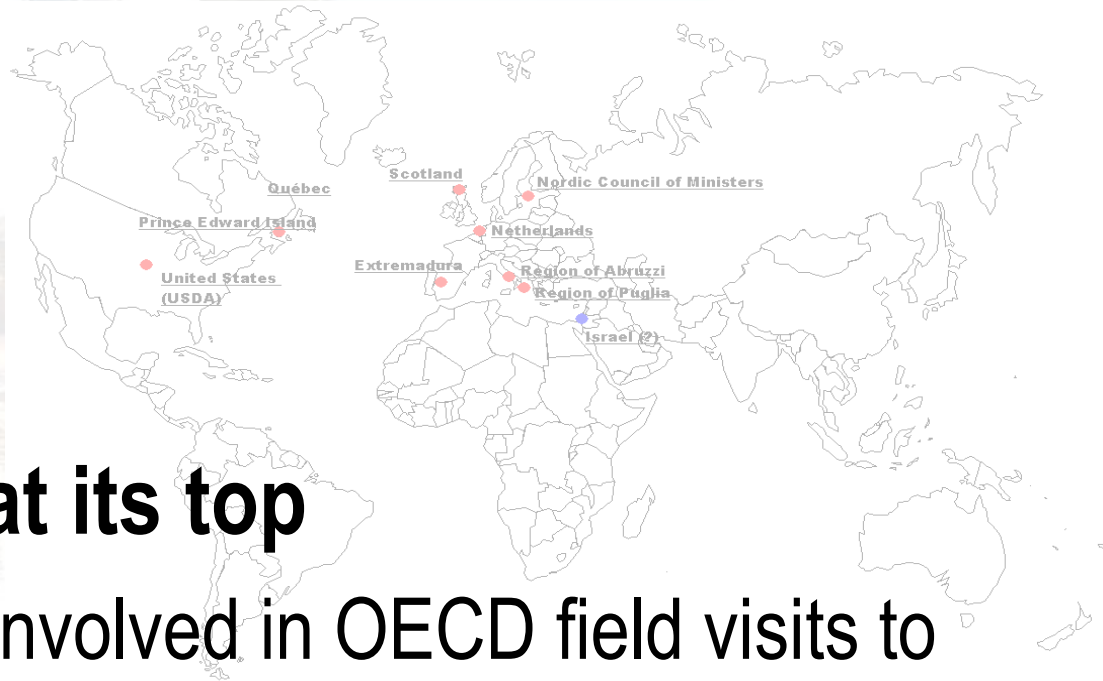 Scotland
Nordic Council of Ministers
Québec
Prince Edward Island
Netherlands
Extremadura
Region of Abruzzi
United States
(USDA)
Region of Puglia
Israel (?)
at its top
involved in OECD field visits to